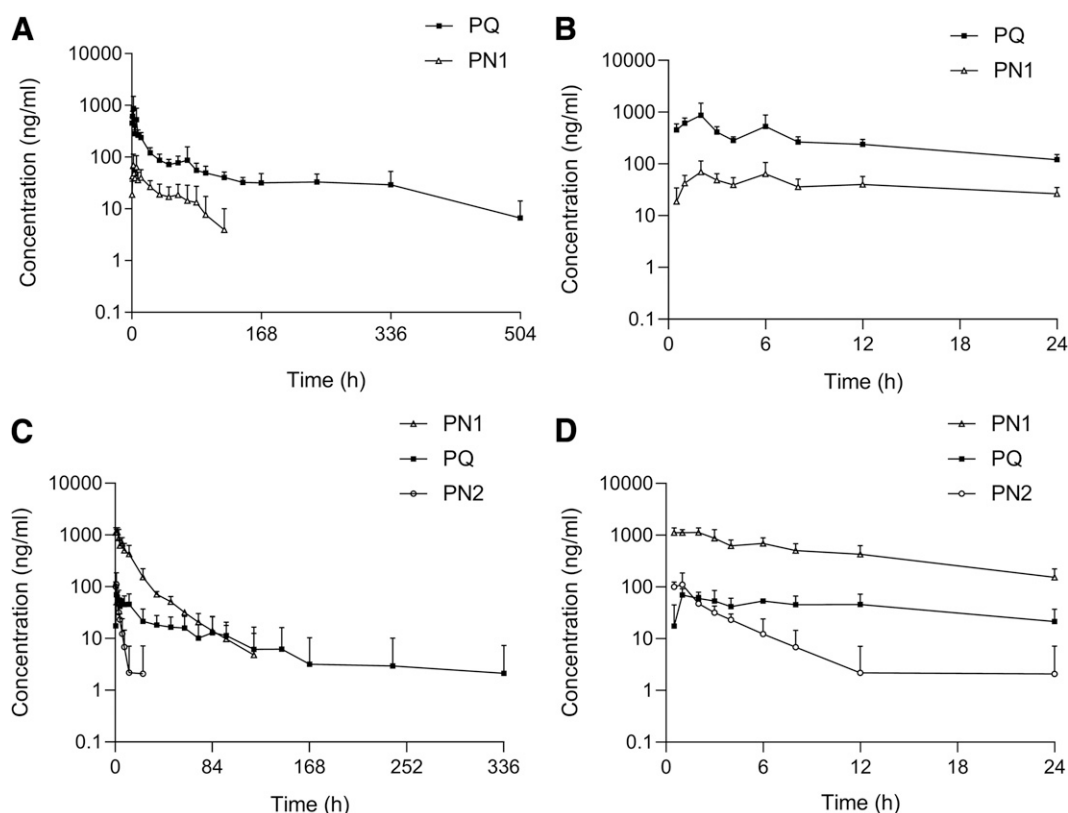 A
PQ
PN1
Concentration (ng/ml)
10000
1000
100
10
1
0.1
0
168
336
504
Time (h)
B
PQ
PN1
Concentration (ng/ml)
10000
1000
100
10
1
0.1
0
6
12
18
24
Time (h)
C
PN1
PQ
PN2
Concentration (ng/ml)
10000
1000
100
10
1
0.1
0
84
168
252
336
Time (h)
D
PN1
PQ
PN2
Concentration (ng/ml)
10000
1000
100
10
1
0.1
0
6
12
18
24
Time (h)